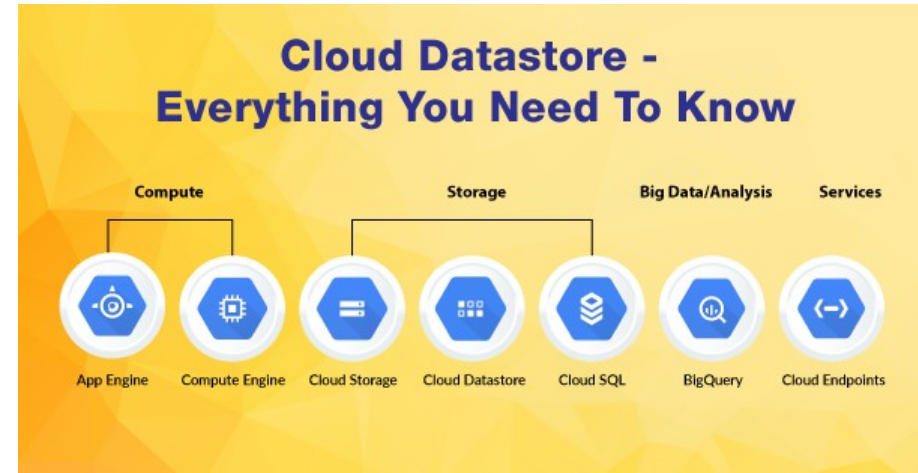 Cloud Datastore -
Everything You Need To Know
Compute
Storage
Big Data/Analysis
Services
App Engine
Compute Engine
Cloud Storage
Cloud Datastore
Cloud SQL
BigQuery
Cloud Endpoints